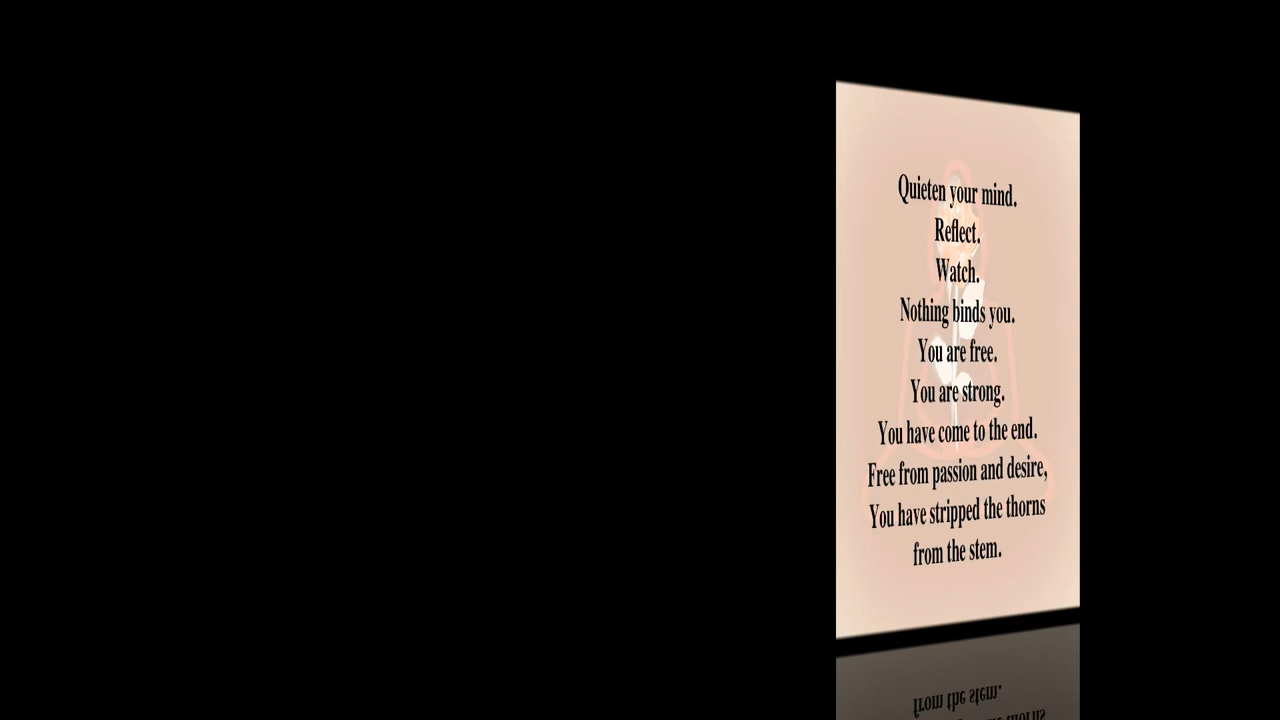 Quieten your mind.
Reflect.
Watch.
Nothing binds you.
You are free.
You are strong.
You have come to the end.
Free from passion and desire,
You have stripped the thorns
from the stem.